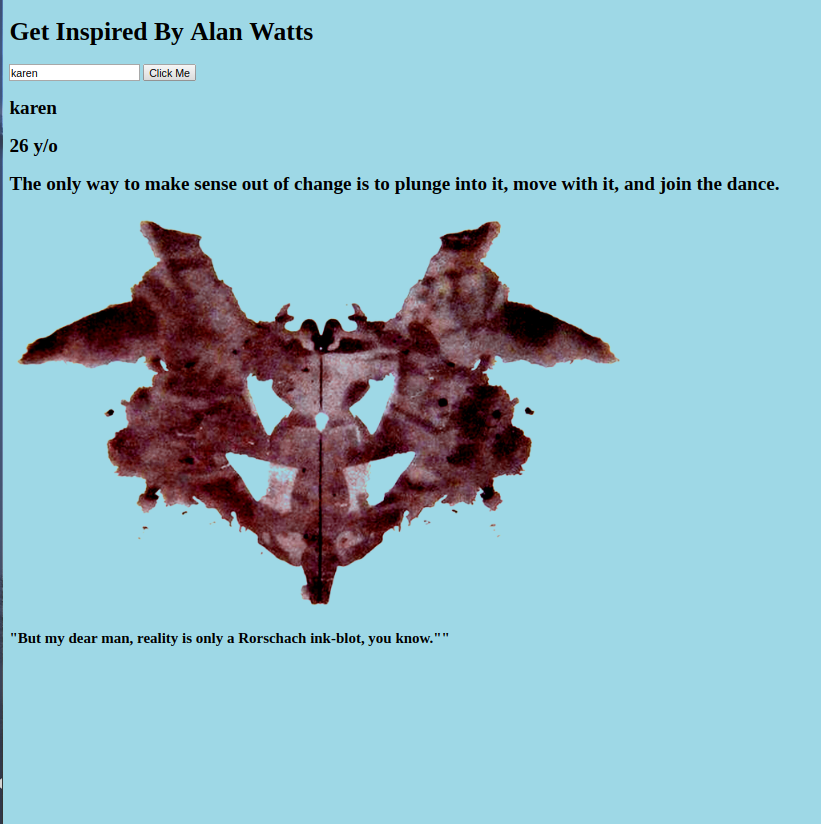 Get Inspired By Alan Watts
karen Click Me
karen
26 y/o
The only way to make sense out of change is to plunge into it, move with it, and join the dance.
"But my dear man, reality is only a Rorschach ink-blot, you know.""